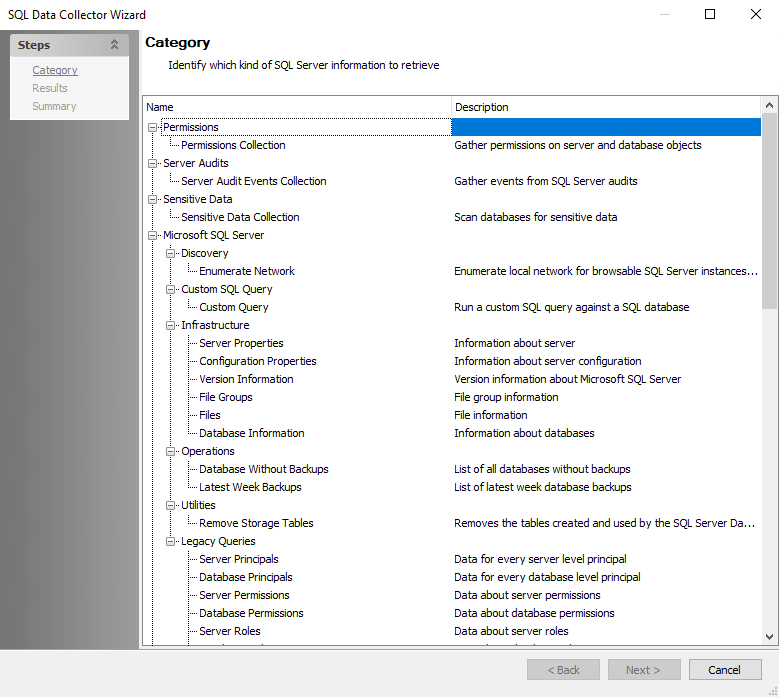 SQL Data Collector Wizard
Steps
Category
Results
Summary
Category
Identify which kind of SQL Server information to retrieve
Name Description
Permissions
Permissions Collection Gather permissions on server and database objects
Server Audits
Server Audit Events Collection Gather events from SQL Server audits
Sensitive Data
Sensitive Data Collection Scan databases for sensitive data
Microsoft SQL Server
Discovery
Enumerate Network Enumerate local network for browsable SQL Server instances...
Custom SQL Query
Custom Query Run a custom SQL query against a SQL database
Infrastructure
Server Properties Information about server
Configuration Properties Information about server configuration
Version Information Version information about Microsoft SQL Server
File Groups File group information
Files File information
Database Information Information about databases
Operations
Database Without Backups List of all databases without backups
Latest Week Backups List of latest week database backups
Utilities
Remove Storage Tables Removes the tables created and used by the SQL Server Da...
Legacy Queries
Server Principals Data for every server level principal
Database Principals Data for every database level principal
Server Permissions Data about server permissions
Database Permissions Data about database permissions
Server Roles Data about server roles
< Back Next > Cancel